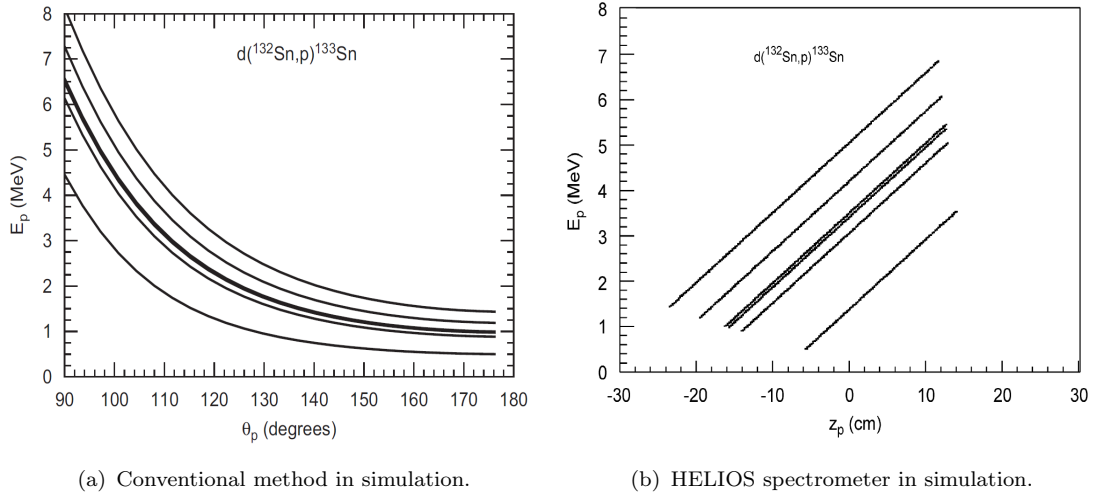 8
7
6
5
4
3
2
1
0
E_p (MeV)
d(¹³²Sn,p)¹³³Sn
90 100 110 120 130 140 150 160 170 180
θ_p (degrees)
(a) Conventional method in simulation.
8
7
6
5
4
3
2
1
0
E_p (MeV)
d(¹³²Sn,p)¹³³Sn
-30 -20 -10 0 10 20 30
z_p (cm)
(b) HELIOS spectrometer in simulation.